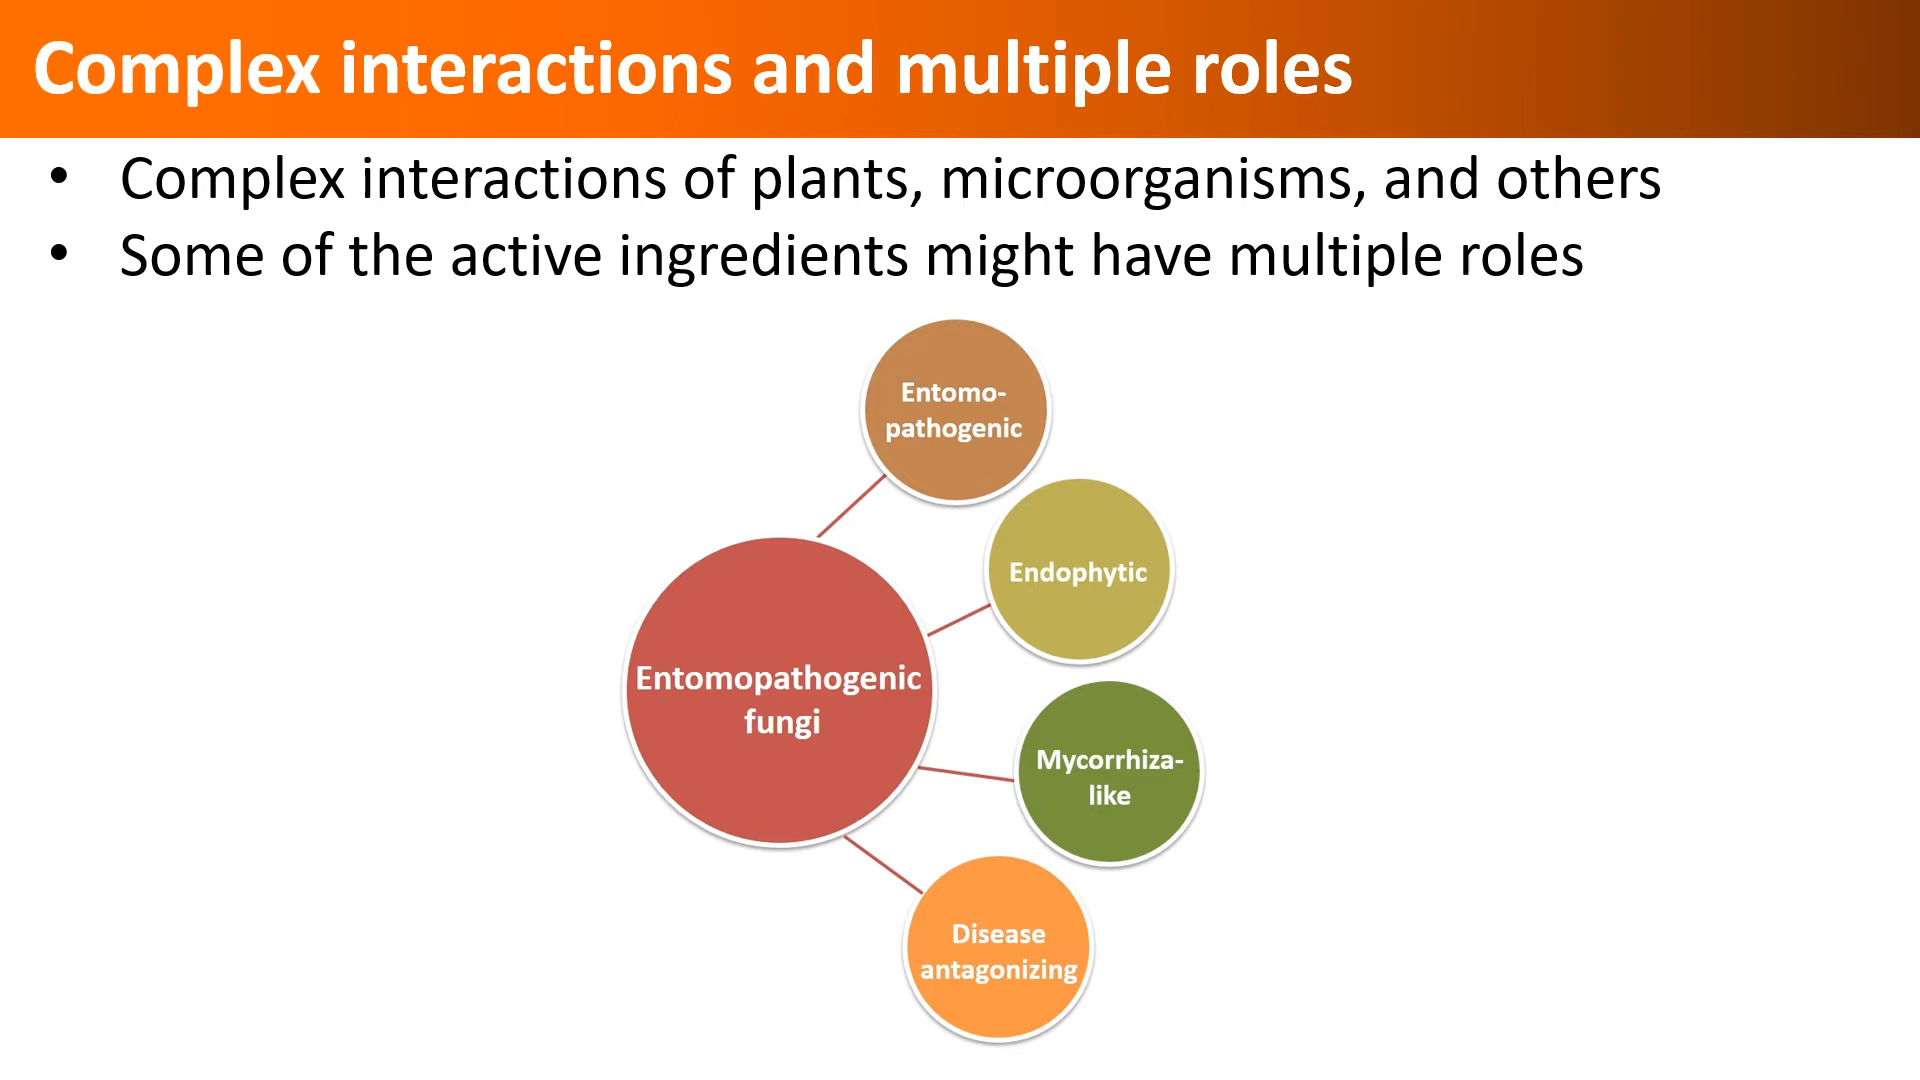 Complex interactions and multiple roles
• Complex interactions of plants, microorganisms, and others
• Some of the active ingredients might have multiple roles
Entomo-
pathogenic
Endophytic
Entomopathogenic
fungi
Mycorrhiza-
like
Disease
antagonizing